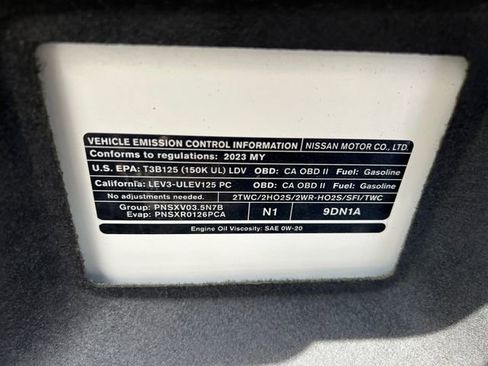 VEHICLE EMISSION CONTROL INFORMATION NISSAN MOTOR CO., LTD.
Conforms to regulations: 2023 MY
U.S. EPA: T3B125 (150K UL) LDV OBD: CA OBD II Fuel: Gasoline
California: LEV3-ULEV125 PC OBD: CA OBD II Fuel: Gasoline
No adjustments needed. 2TWC/2HO2S/2WR-HO2S/SFI/TWC
Group: PNSXV03.5N7B
Evap: PNSXR0126PCA N1 9DN1A
Engine Oil Viscosity: SAE 0W-20